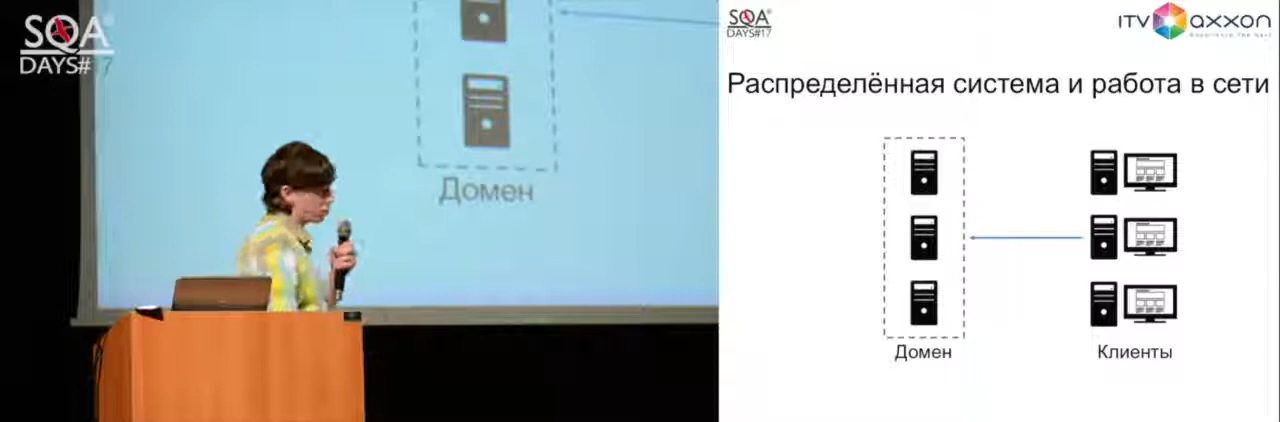 SQA
DAYS#17
Домен
SQA
DAYS#17
ITV axxon
Распределённая система и работа в сети
Домен
Клиенты